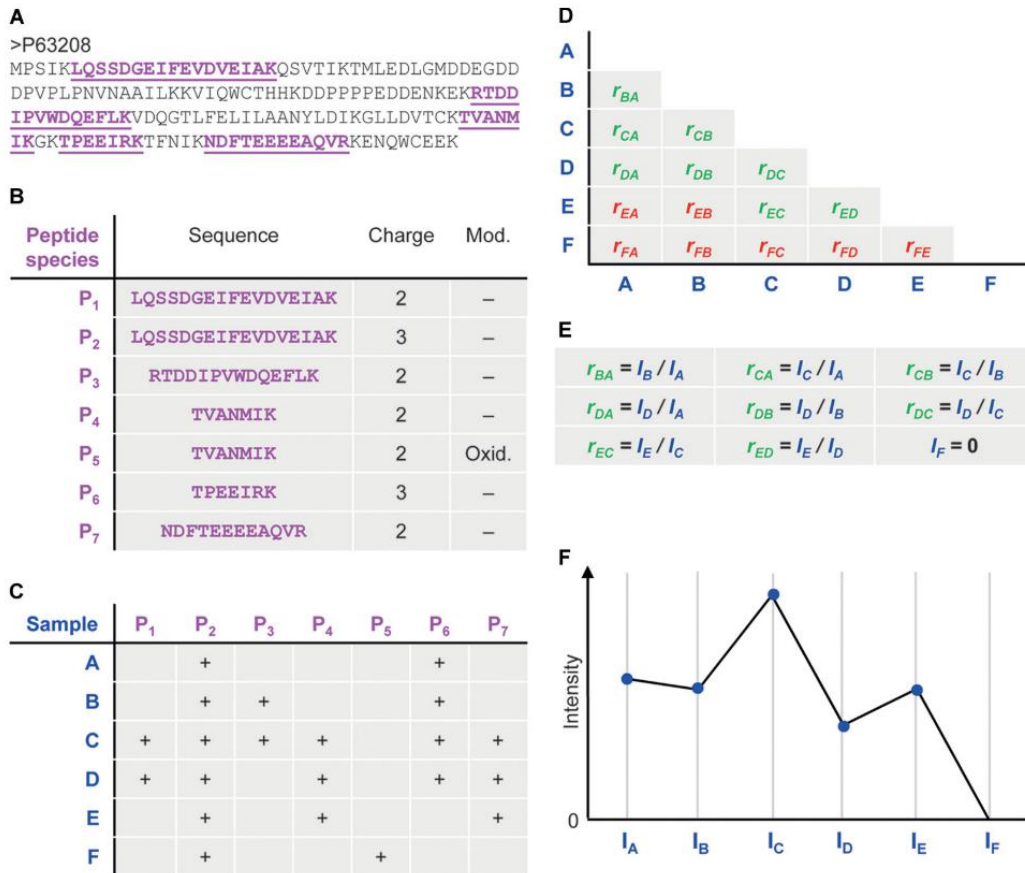 A
>P63208
MPSIKLQSSDGEIFEVDVEIAKQSVTIKTMLEDLGMDDEGDD
DPVPLPNVNAAILKKVIQWCTHHKDDPPPPEDDENKEKRTDD
IPVWDQEFLKVDQGTLFELILAANYLDIKGLLDVTCKTVANM
IKGKTPEEIRKTFNIKNDFTEEEEAQVRKENQWCEEK
B
Peptide species Sequence Charge Mod.
P1 LQSSDGEIFEVDVEIAK 2 –
P2 LQSSDGEIFEVDVEIAK 3 –
P3 RTDDIPVWDQEFLK 2 –
P4 TVANMIK 2 –
P5 TVANMIK 2 Oxid.
P6 TPEEIRK 3 –
P7 NDFTEEEEAQVR 2 –
C
Sample P1 P2 P3 P4 P5 P6 P7
A + +
B + + +
C + + + + + +
D + + + + +
E + + +
F + +
D
A
B rBA
C rCA rCB
D rDA rDB rDC
E rEA rEB rEC rED
F rFA rFB rFC rFD rFE
A B C D E F
E
rBA = IB / IA rCA = IC / IA rCB = IC / IB
rDA = ID / IA rDB = ID / IB rDC = ID / IC
rEC = IE / IC rED = IE / ID IF = 0
F
Intensity
0
IA IB IC ID IE IF